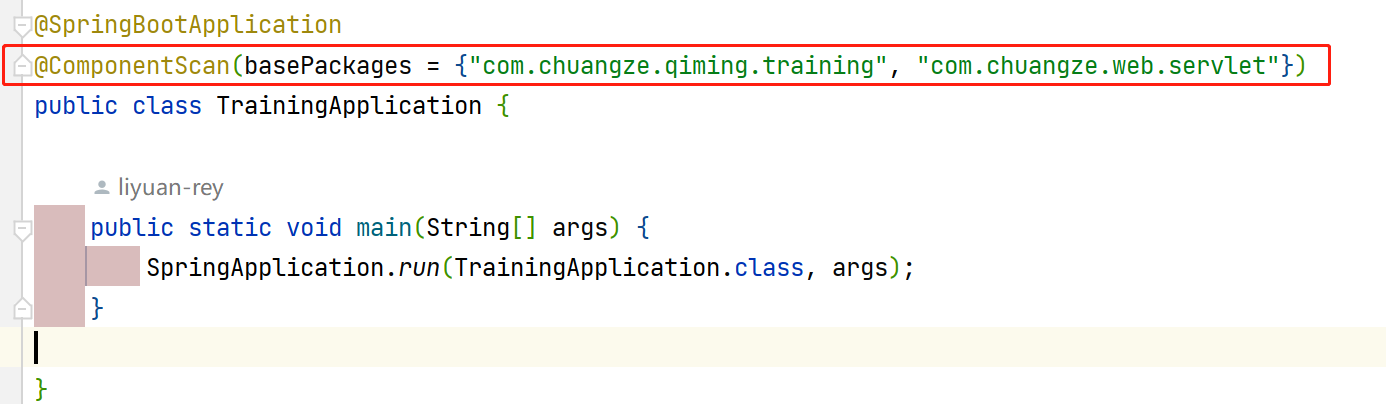 @SpringBootApplication
@ComponentScan(basePackages = {"com.chuangze.qiming.training", "com.chuangze.web.servlet"})
public class TrainingApplication {
liyuan-rey
public static void main(String[] args) {
SpringApplication.run(TrainingApplication.class, args);
}
}